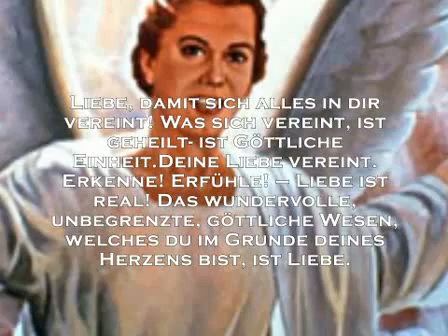 Liebe, damit sich alles in dir
vereint! Was sich vereint, ist
geheilt- ist Göttliche
Einheit.Deine Liebe vereint.
Erkenne! Erfühle! – Liebe ist
real! Das wundervolle,
unbegrenzte, göttliche Wesen,
welches du im Grunde deines
Herzens bist, ist Liebe.